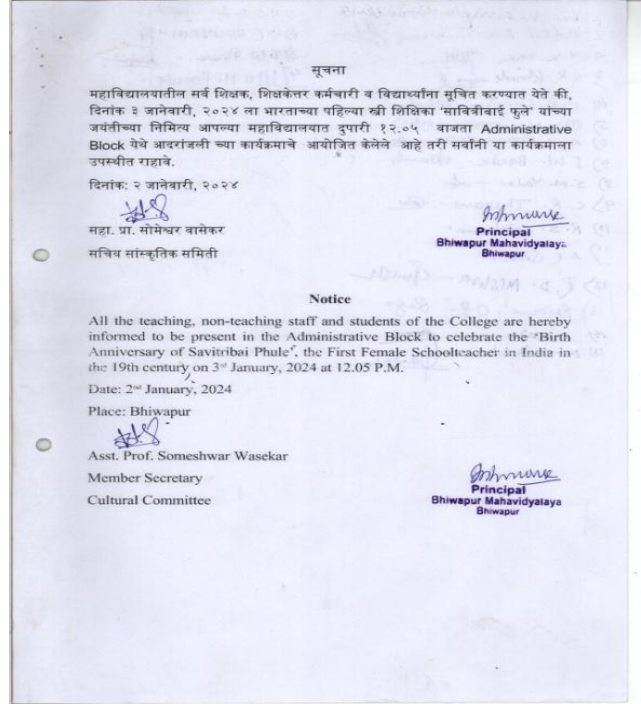 सूचना
महाविद्यालयातील सर्व शिक्षक, शिक्षकेत्तर कर्मचारी व विद्यार्थ्यांना सूचित करण्यात येते की,
दिनांक ३ जानेवारी, २०२४ ला भारताच्या पहिल्या स्त्री शिक्षिका 'सावित्रीबाई फुले' यांच्या
जयंतीच्या निमित्य आपल्या महाविद्यालयात दुपारी १२.०५ वाजता Administrative
Block येथे आदरांजली च्या कार्यक्रमाचे आयोजित केलेले आहे तरी सर्वांनी या कार्यक्रमाला
उपस्थीत राहावे.
दिनांक: २ जानेवारी, २०२४
सहा. प्रा. सोमेश्वर वासेकर
सचिव सांस्कृतिक समिती
Principal
Bhiwapur Mahavidyalaya
Bhiwapur
Notice
All the teaching, non-teaching staff and students of the College are hereby
informed to be present in the Administrative Block to celebrate the 'Birth
Anniversary of Savitribai Phule', the First Female Schoolteacher in India in
the 19th century on 3rd January, 2024 at 12.05 P.M.
Date: 2nd January, 2024
Place: Bhiwapur
Asst. Prof. Someshwar Wasekar
Member Secretary
Cultural Committee
Principal
Bhiwapur Mahavidyalaya
Bhiwapur